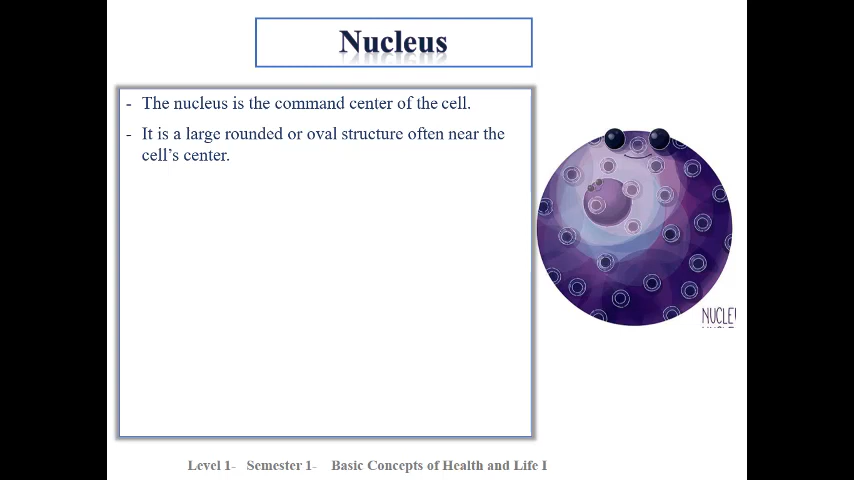 Nucleus
- The nucleus is the command center of the cell.
- It is a large rounded or oval structure often near the
cell's center.
Level 1- Semester 1- Basic Concepts of Health and Life I